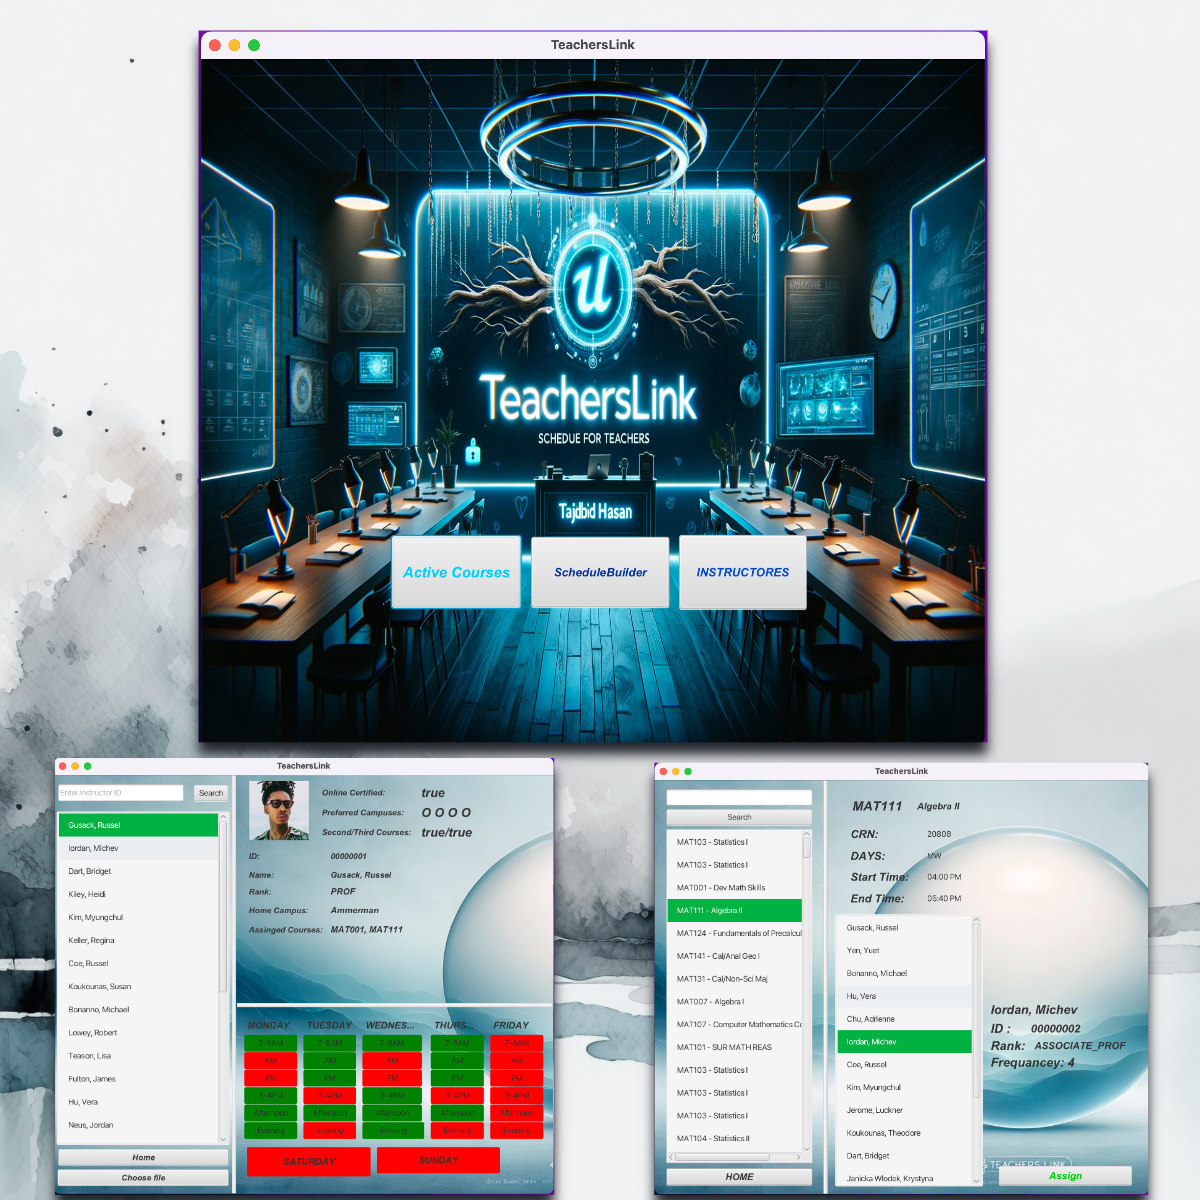 TeachersLink
TeachersLink
SCHEDUE FOR TEACHERS
Tajdbid Hasan
Active Courses
ScheduleBuilder
INSTRUCTORES
TeachersLink
Enter Instructor ID
Search
Gusack, Russel
Iordan, Michev
Dart, Bridget
Kiley, Heidi
Kim, Myungchul
Keller, Regina
Coe, Russel
Koukounas, Susan
Bonanno, Michael
Lowey, Robert
Teason, Lisa
Fulton, James
Hu, Vera
Neus, Jordan
Home
Choose file
Online Certified: true
Preferred Campuses: O O O O
Second/Third Courses: true/true
ID: 00000001
Name: Gusack, Russel
Rank: PROF
Home Campus: Ammerman
Assinged Courses: MAT001, MAT111
MONDAY TUESDAY WEDNES... THURS... FRIDAY
7-8AM 7-8AM 7-8AM 7-8AM 7-8AM
AM AM AM AM AM
PM PM PM PM PM
3-4PM 3-4PM 3-4PM 3-4PM 3-4PM
Afternoon Afternoon Afternoon Afternoon Afternoon
Evening Evening Evening Evening Evening
SATURDAY SUNDAY
TeachersLink
Search
MAT103 - Statistics I
MAT103 - Statistics I
MAT001 - Dev Math Skills
MAT111 - Algebra II
MAT124 - Fundamentals of Precalcul
MAT141 - Cal/Anal Geo I
MAT131 - Cal/Non-Sci Maj
MAT007 - Algebra I
MAT107 - Computer Mathematics Co
MAT101 - SUR MATH REAS
MAT103 - Statistics I
MAT103 - Statistics I
MAT103 - Statistics I
MAT104 - Statistics II
HOME
MAT111 Algebra II
CRN: 20808
DAYS: MW
Start Time: 04:00 PM
End Time: 05:40 PM
Gusack, Russel
Yen, Yuet
Bonanno, Michael
Hu, Vera
Chu, Adrienne
Iordan, Michev
Coe, Russel
Kim, Myungchul
Jerome, Luckner
Koukounas, Theodore
Dart, Bridget
Janicka Wlodek, Krystyna
Iordan, Michev
ID : 00000002
Rank: ASSOCIATE_PROF
Frequancey: 4
TEACHERS LINK
Assign